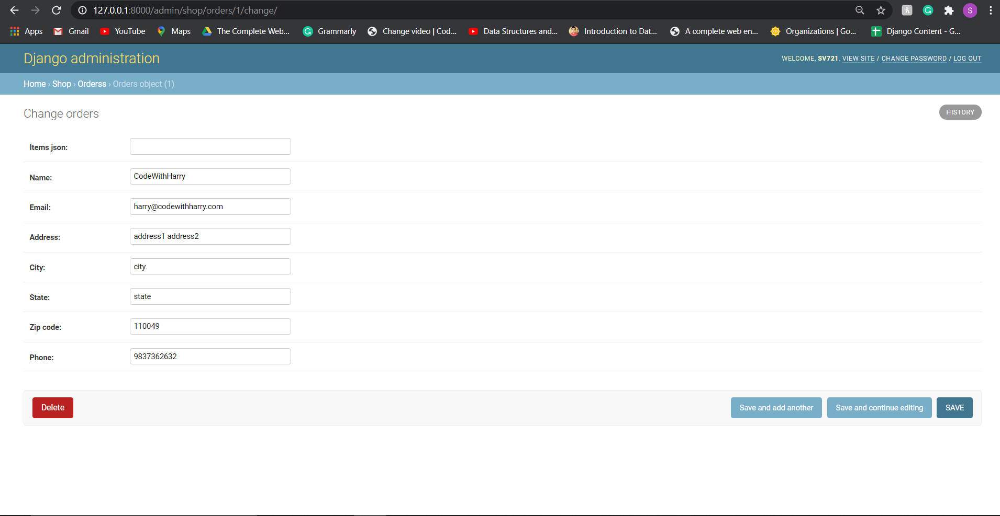 127.0.0.1:8000/admin/shop/orders/1/change/
S
Apps Gmail YouTube Maps The Complete Web... Grammarly Change video | Cod... Data Structures and... Introduction to Dat... A complete web en... Organizations | Go... Django Content - G...
Django administration
WELCOME, SV721. VIEW SITE / CHANGE PASSWORD / LOG OUT
Home › Shop › Orderss › Orders object (1)
Change orders
HISTORY
Items json:
Name: CodeWithHarry
Email: harry@codewithharry.com
Address: address1 address2
City: city
State: state
Zip code: 110049
Phone: 9837362632
Delete Save and add another Save and continue editing SAVE